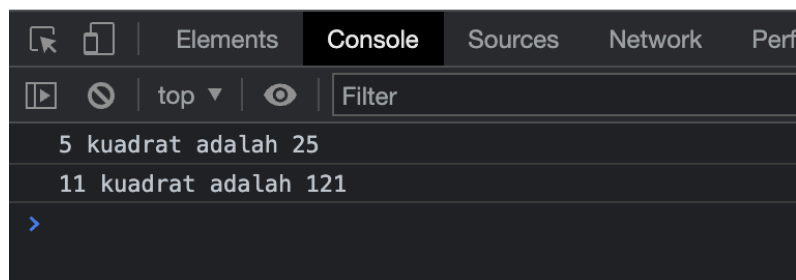 Elements Console Sources Network Perf
top Filter
5 kuadrat adalah 25
11 kuadrat adalah 121